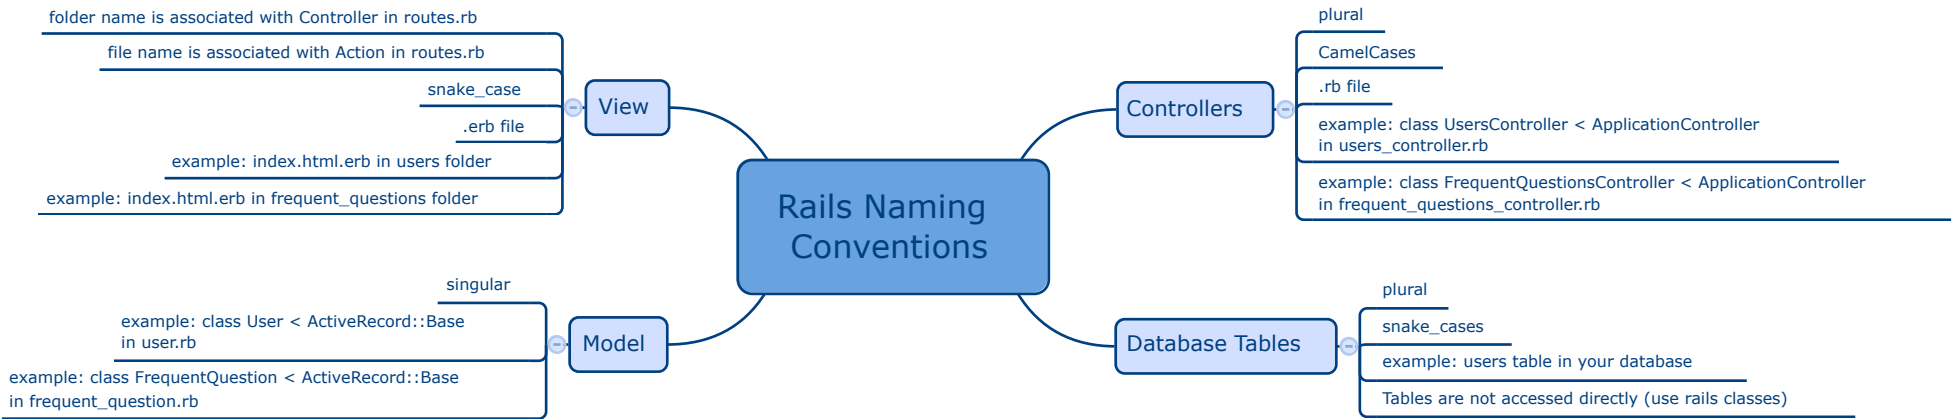 Rails Naming
Conventions
View
folder name is associated with Controller in routes.rb
file name is associated with Action in routes.rb
snake_case
.erb file
example: index.html.erb in users folder
example: index.html.erb in frequent_questions folder
Model
singular
example: class User < ActiveRecord::Base
in user.rb
example: class FrequentQuestion < ActiveRecord::Base
in frequent_question.rb
Controllers
plural
CamelCases
.rb file
example: class UsersController < ApplicationController
in users_controller.rb
example: class FrequentQuestionsController < ApplicationController
in frequent_questions_controller.rb
Database Tables
plural
snake_cases
example: users table in your database
Tables are not accessed directly (use rails classes)